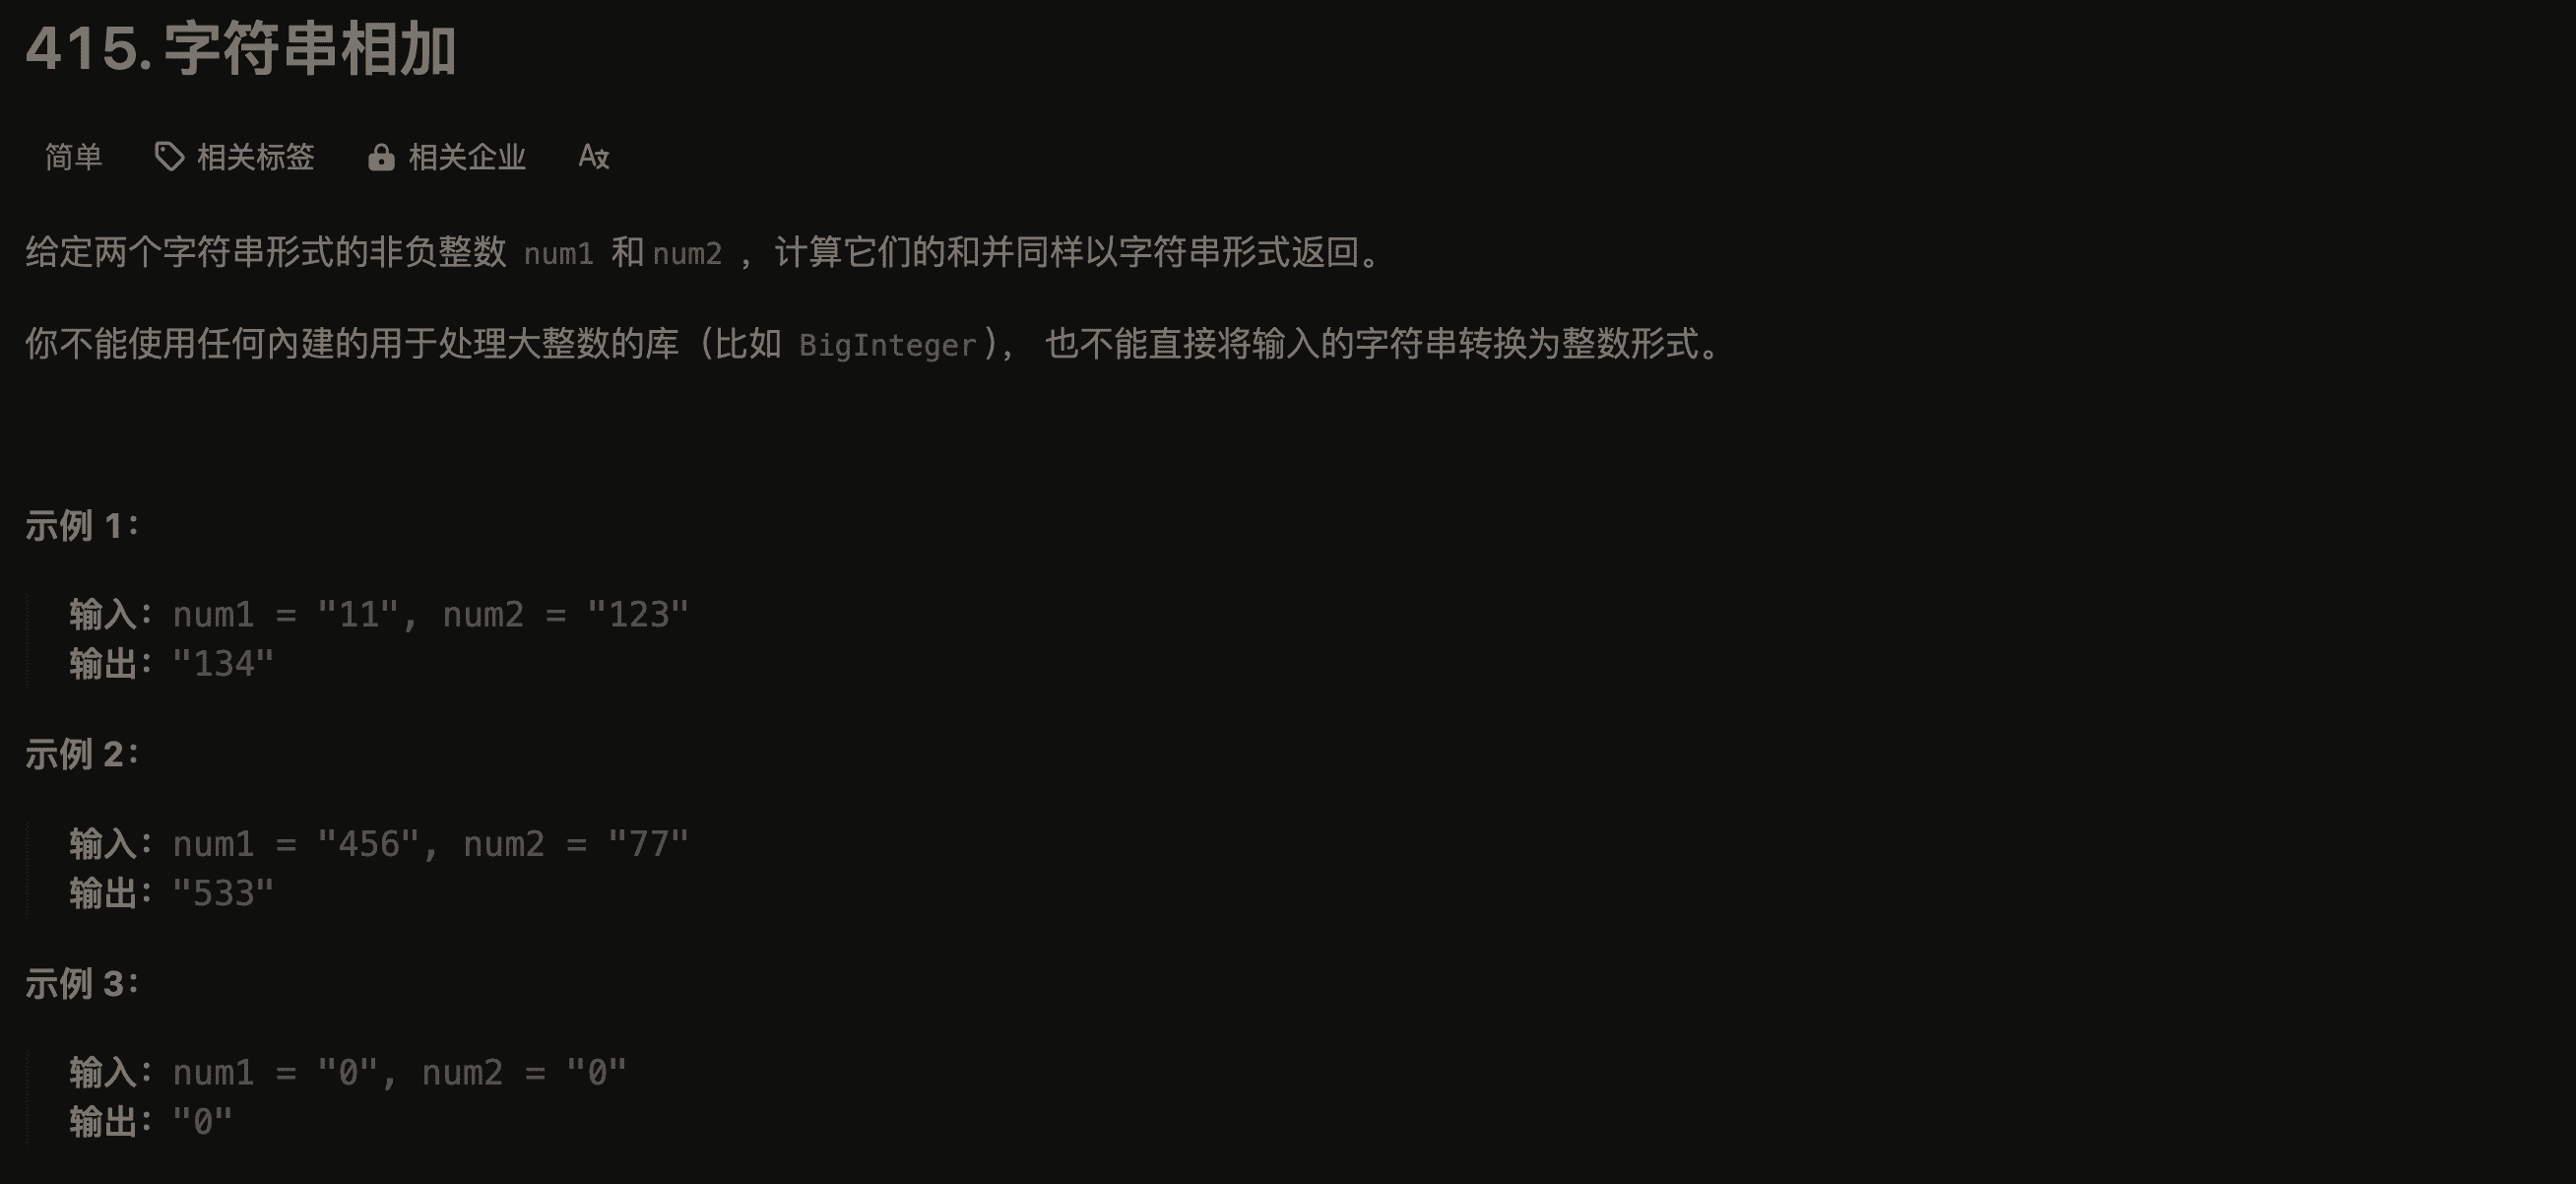 415. 字符串相加
简单 相关标签 相关企业 A文
给定两个字符串形式的非负整数 num1 和num2 ，计算它们的和并同样以字符串形式返回。
你不能使用任何內建的用于处理大整数的库（比如 BigInteger）， 也不能直接将输入的字符串转换为整数形式。
示例 1：
输入：num1 = "11", num2 = "123"
输出："134"
示例 2：
输入：num1 = "456", num2 = "77"
输出："533"
示例 3：
输入：num1 = "0", num2 = "0"
输出："0"